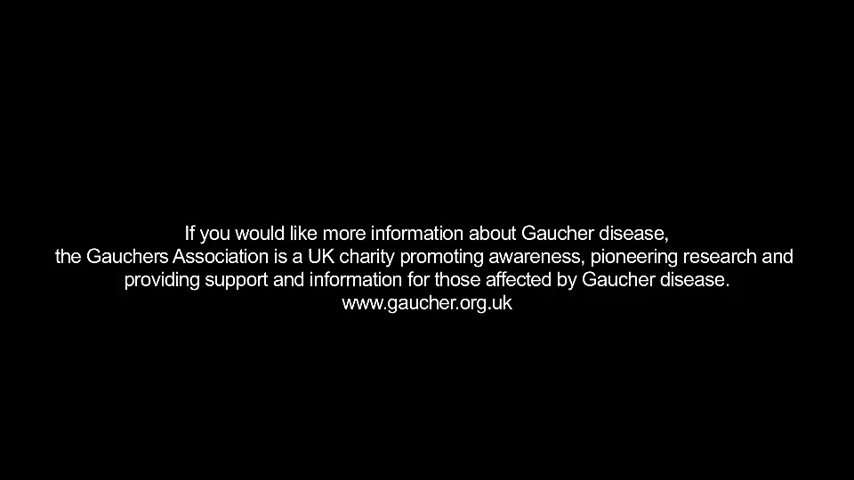 If you would like more information about Gaucher disease,
the Gauchers Association is a UK charity promoting awareness, pioneering research and
providing support and information for those affected by Gaucher disease.
www.gaucher.org.uk